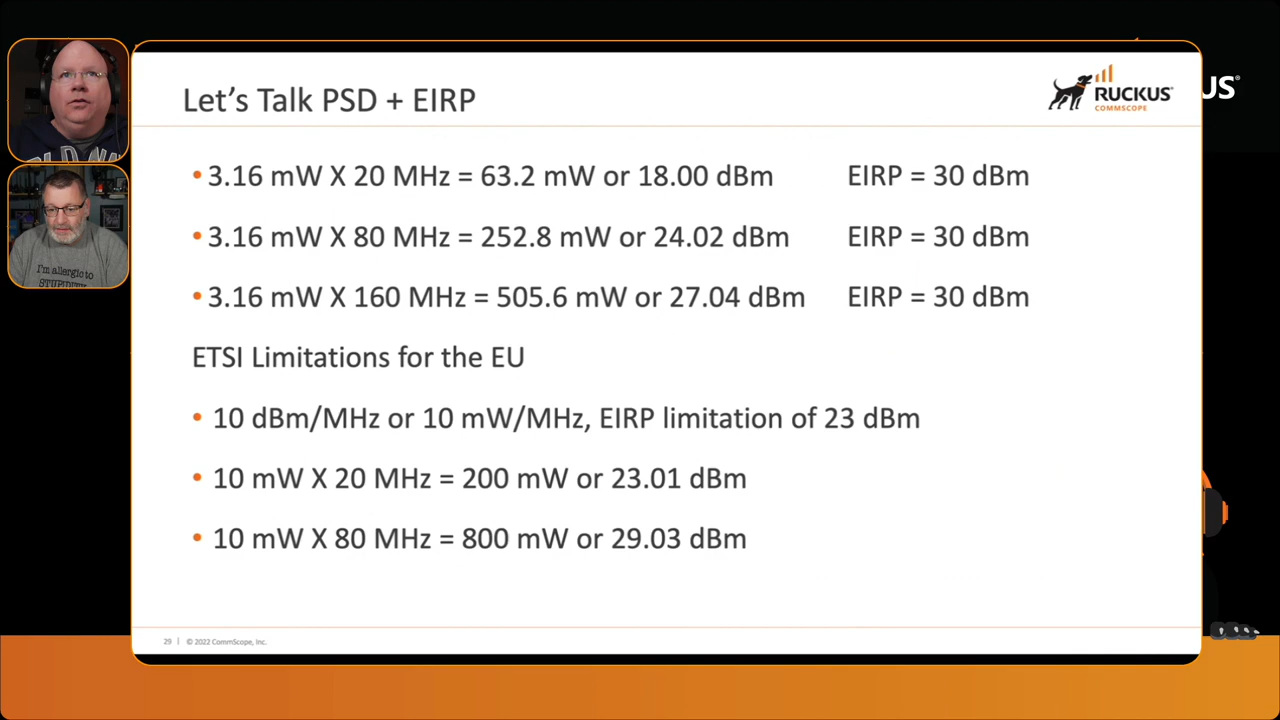 Let's Talk PSD + EIRP
RUCKUS®
COMMSCOPE
US®
• 3.16 mW X 20 MHz = 63.2 mW or 18.00 dBm EIRP = 30 dBm
• 3.16 mW X 80 MHz = 252.8 mW or 24.02 dBm EIRP = 30 dBm
• 3.16 mW X 160 MHz = 505.6 mW or 27.04 dBm EIRP = 30 dBm
ETSI Limitations for the EU
• 10 dBm/MHz or 10 mW/MHz, EIRP limitation of 23 dBm
• 10 mW X 20 MHz = 200 mW or 23.01 dBm
• 10 mW X 80 MHz = 800 mW or 29.03 dBm
29 | © 2022 CommScope, Inc.
I'm allergic to
STUPIDITY